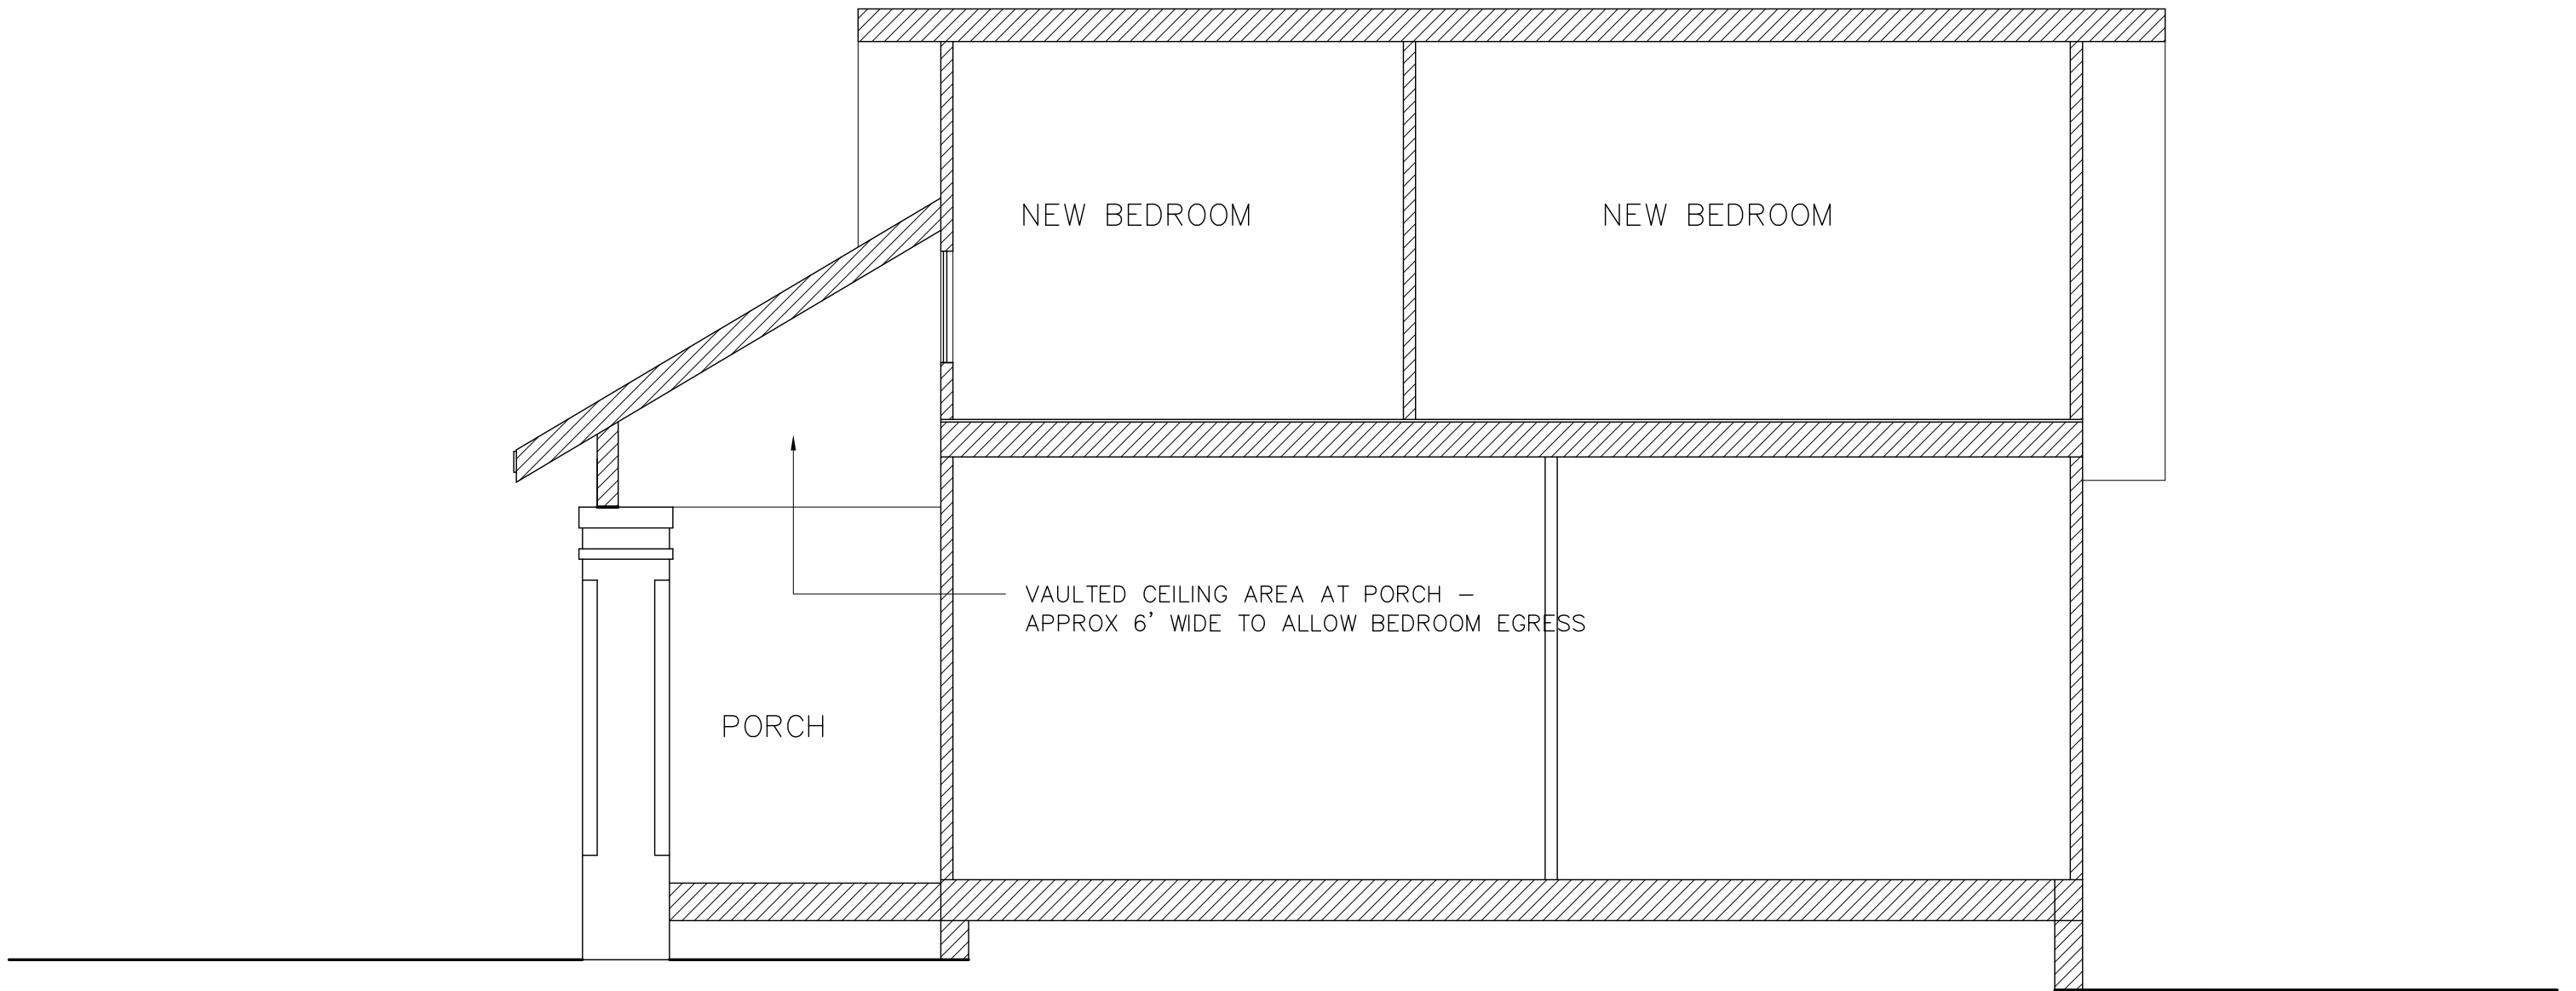 NEW BEDROOM
NEW BEDROOM
VAULTED CEILING AREA AT PORCH –
APPROX 6' WIDE TO ALLOW BEDROOM EGRESS
PORCH